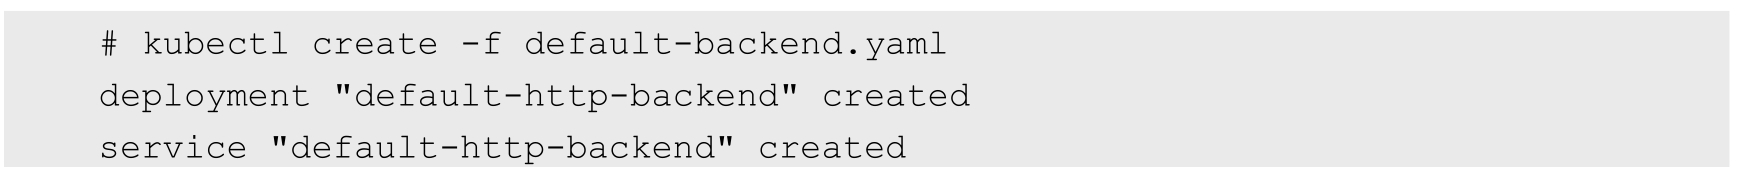 # kubectl create -f default-backend.yaml
deployment "default-http-backend" created
service "default-http-backend" created